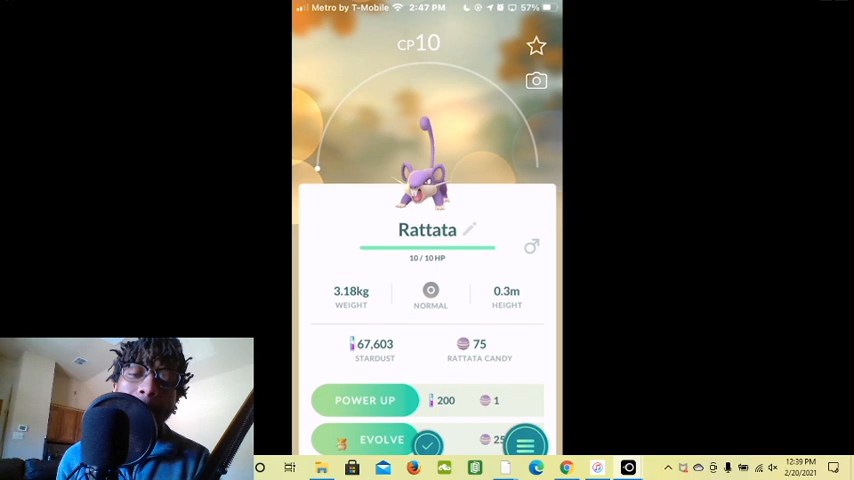 Metro by T-Mobile 2:47 PM 57%
CP10
Rattata
10 / 10 HP
3.18kg
WEIGHT
NORMAL
0.3m
HEIGHT
67,603
STARDUST
75
RATTATA CANDY
POWER UP 200 1
EVOLVE 25
12:39 PM
2/20/2021